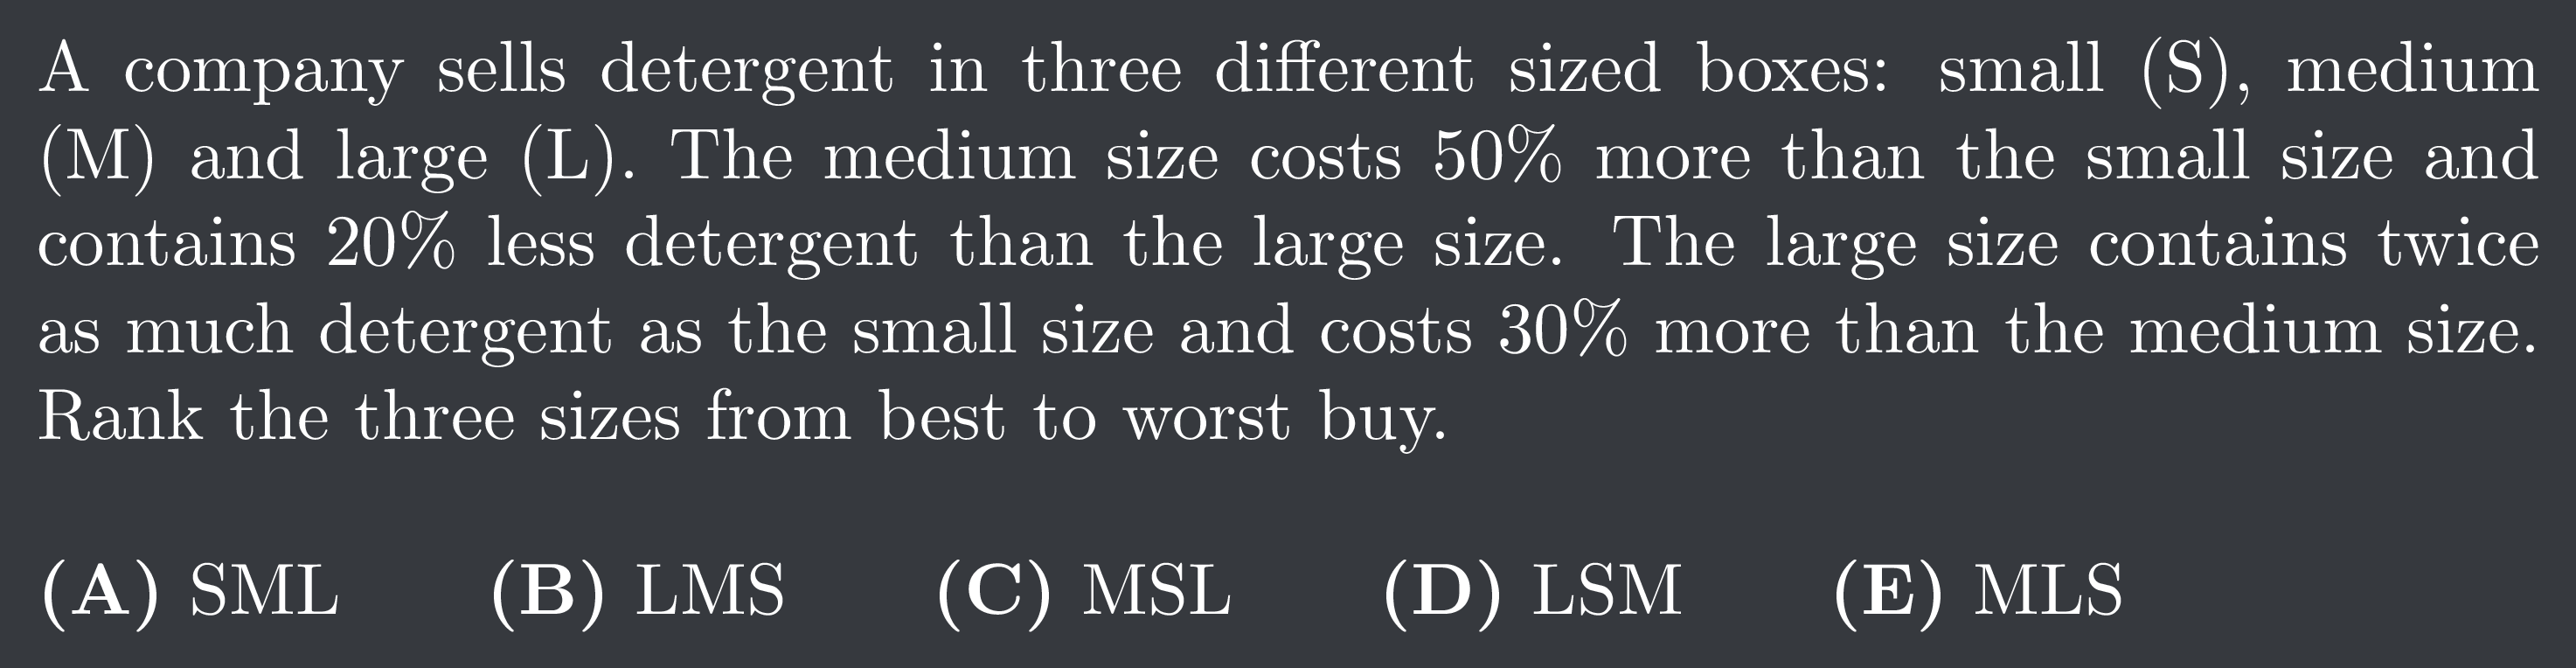 A company sells detergent in three different sized boxes: small (S), medium
(M) and large (L). The medium size costs 50% more than the small size and
contains 20% less detergent than the large size. The large size contains twice
as much detergent as the small size and costs 30% more than the medium size.
Rank the three sizes from best to worst buy.
(A) SML (B) LMS (C) MSL (D) LSM (E) MLS